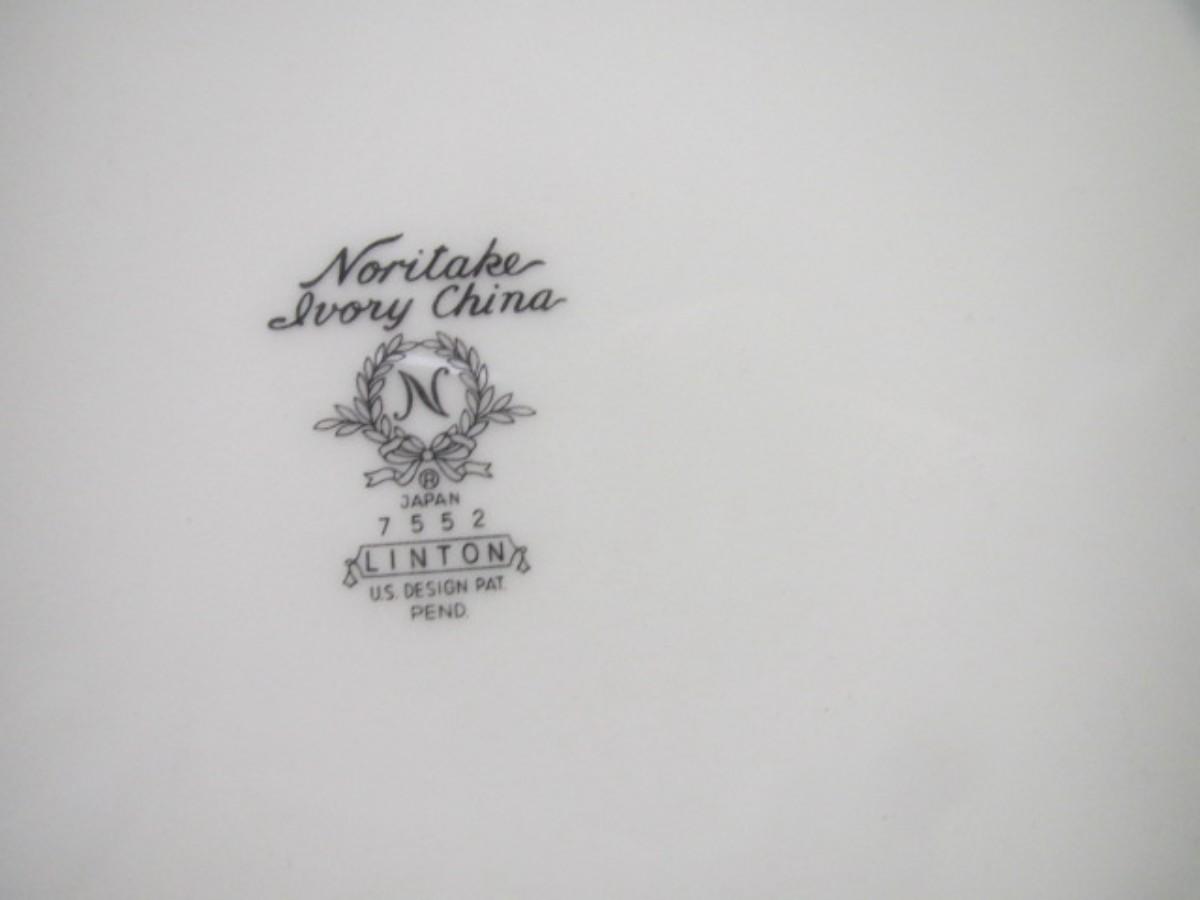 Noritake
Ivory China
N
®
JAPAN
7552
LINTON
U.S. DESIGN PAT.
PEND.